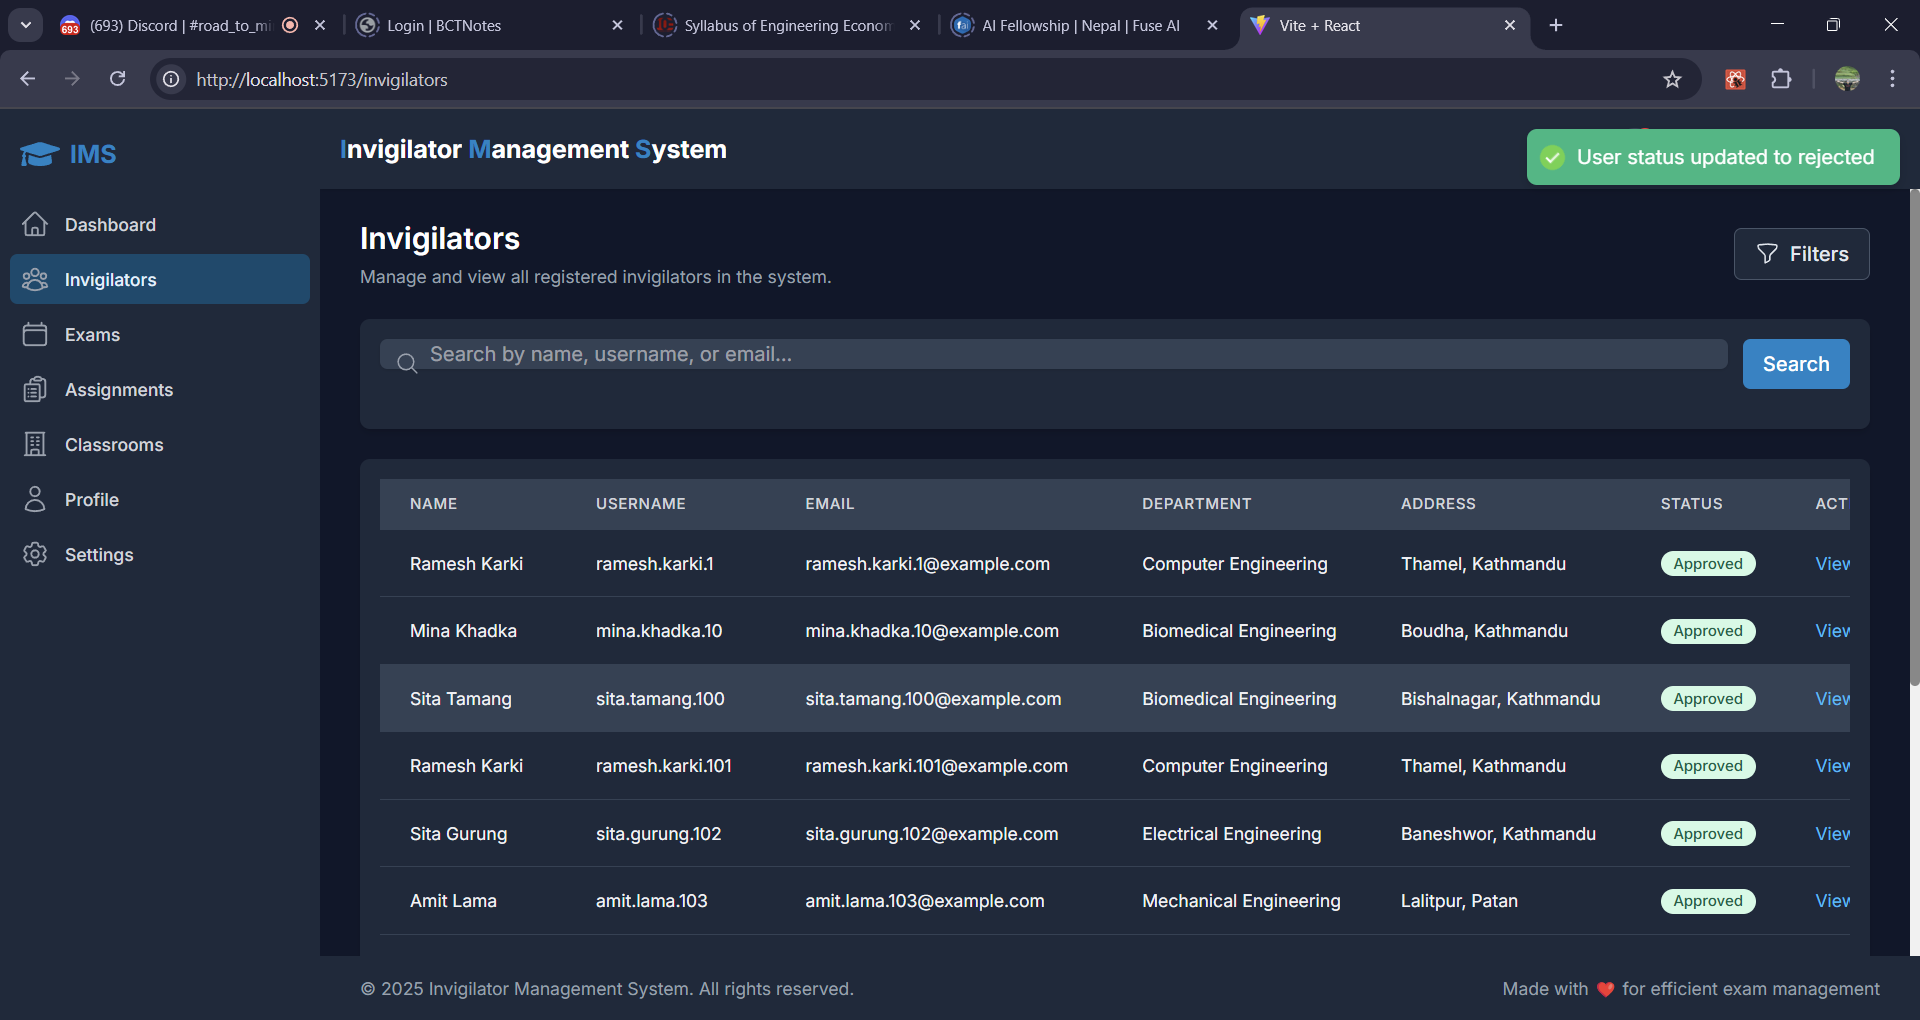 (693) Discord | #road_to_mi
Login | BCTNotes
Syllabus of Engineering Econom
AI Fellowship | Nepal | Fuse AI
Vite + React
http://localhost:5173/invigilators
IMS
Invigilator Management System
User status updated to rejected
Dashboard
Invigilators
Exams
Assignments
Classrooms
Profile
Settings
Invigilators
Manage and view all registered invigilators in the system.
Filters
Search by name, username, or email...
Search
NAME USERNAME EMAIL DEPARTMENT ADDRESS STATUS ACT
Ramesh Karki ramesh.karki.1 ramesh.karki.1@example.com Computer Engineering Thamel, Kathmandu Approved View
Mina Khadka mina.khadka.10 mina.khadka.10@example.com Biomedical Engineering Boudha, Kathmandu Approved View
Sita Tamang sita.tamang.100 sita.tamang.100@example.com Biomedical Engineering Bishalnagar, Kathmandu Approved View
Ramesh Karki ramesh.karki.101 ramesh.karki.101@example.com Computer Engineering Thamel, Kathmandu Approved View
Sita Gurung sita.gurung.102 sita.gurung.102@example.com Electrical Engineering Baneshwor, Kathmandu Approved View
Amit Lama amit.lama.103 amit.lama.103@example.com Mechanical Engineering Lalitpur, Patan Approved View
© 2025 Invigilator Management System. All rights reserved.
Made with ❤️ for efficient exam management